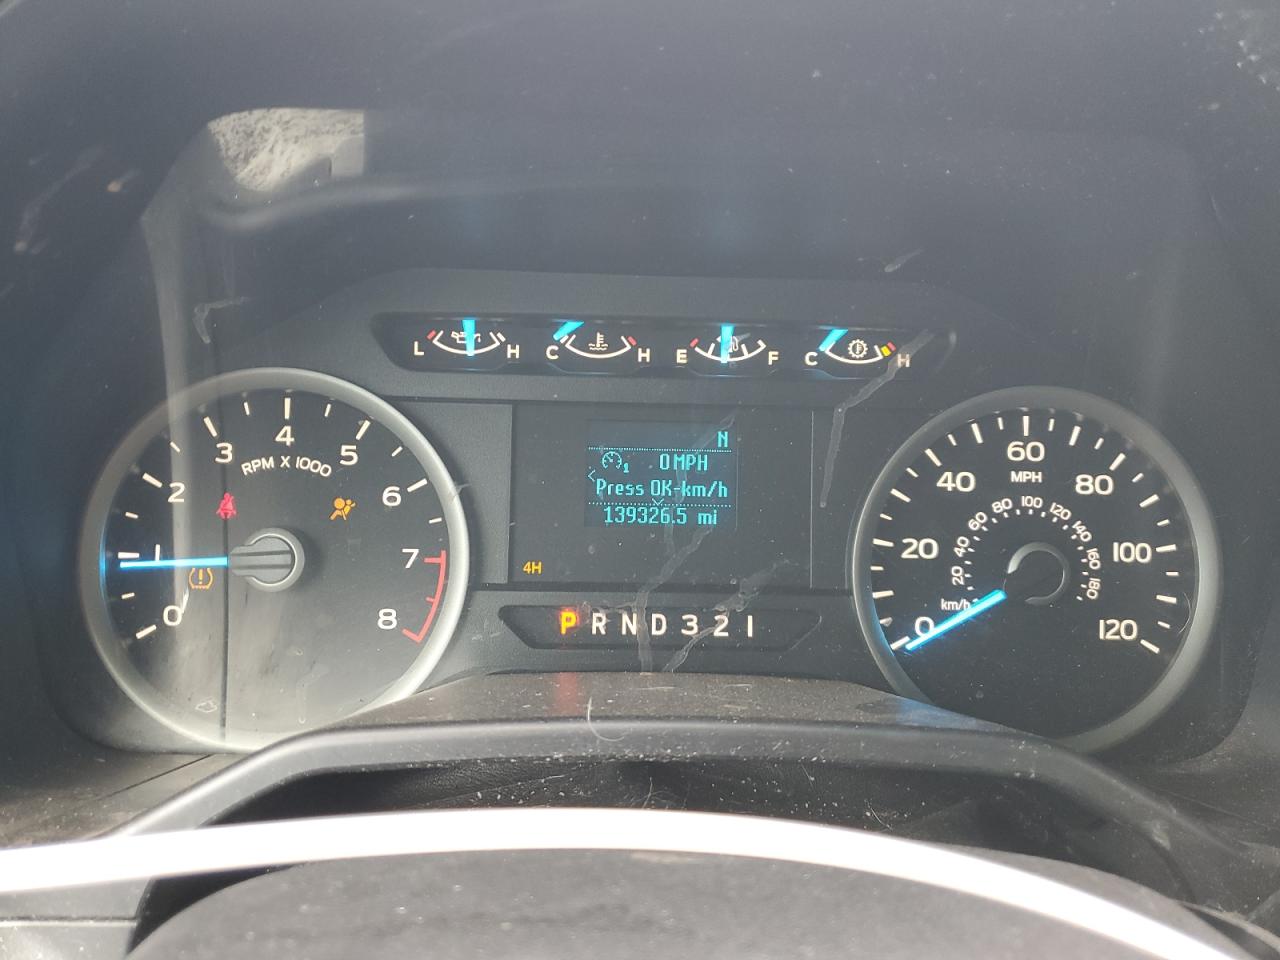 L H C H E F C H
0 1 2 3 4 5 6 7 8
RPM X 1000
N
1 0 MPH
Press OK-km/h
139326.5 mi
4H
P R N D 3 2 1
0 20 40 60 80 100 120
MPH
20 40 60 80 100 120 140 160 180
km/h